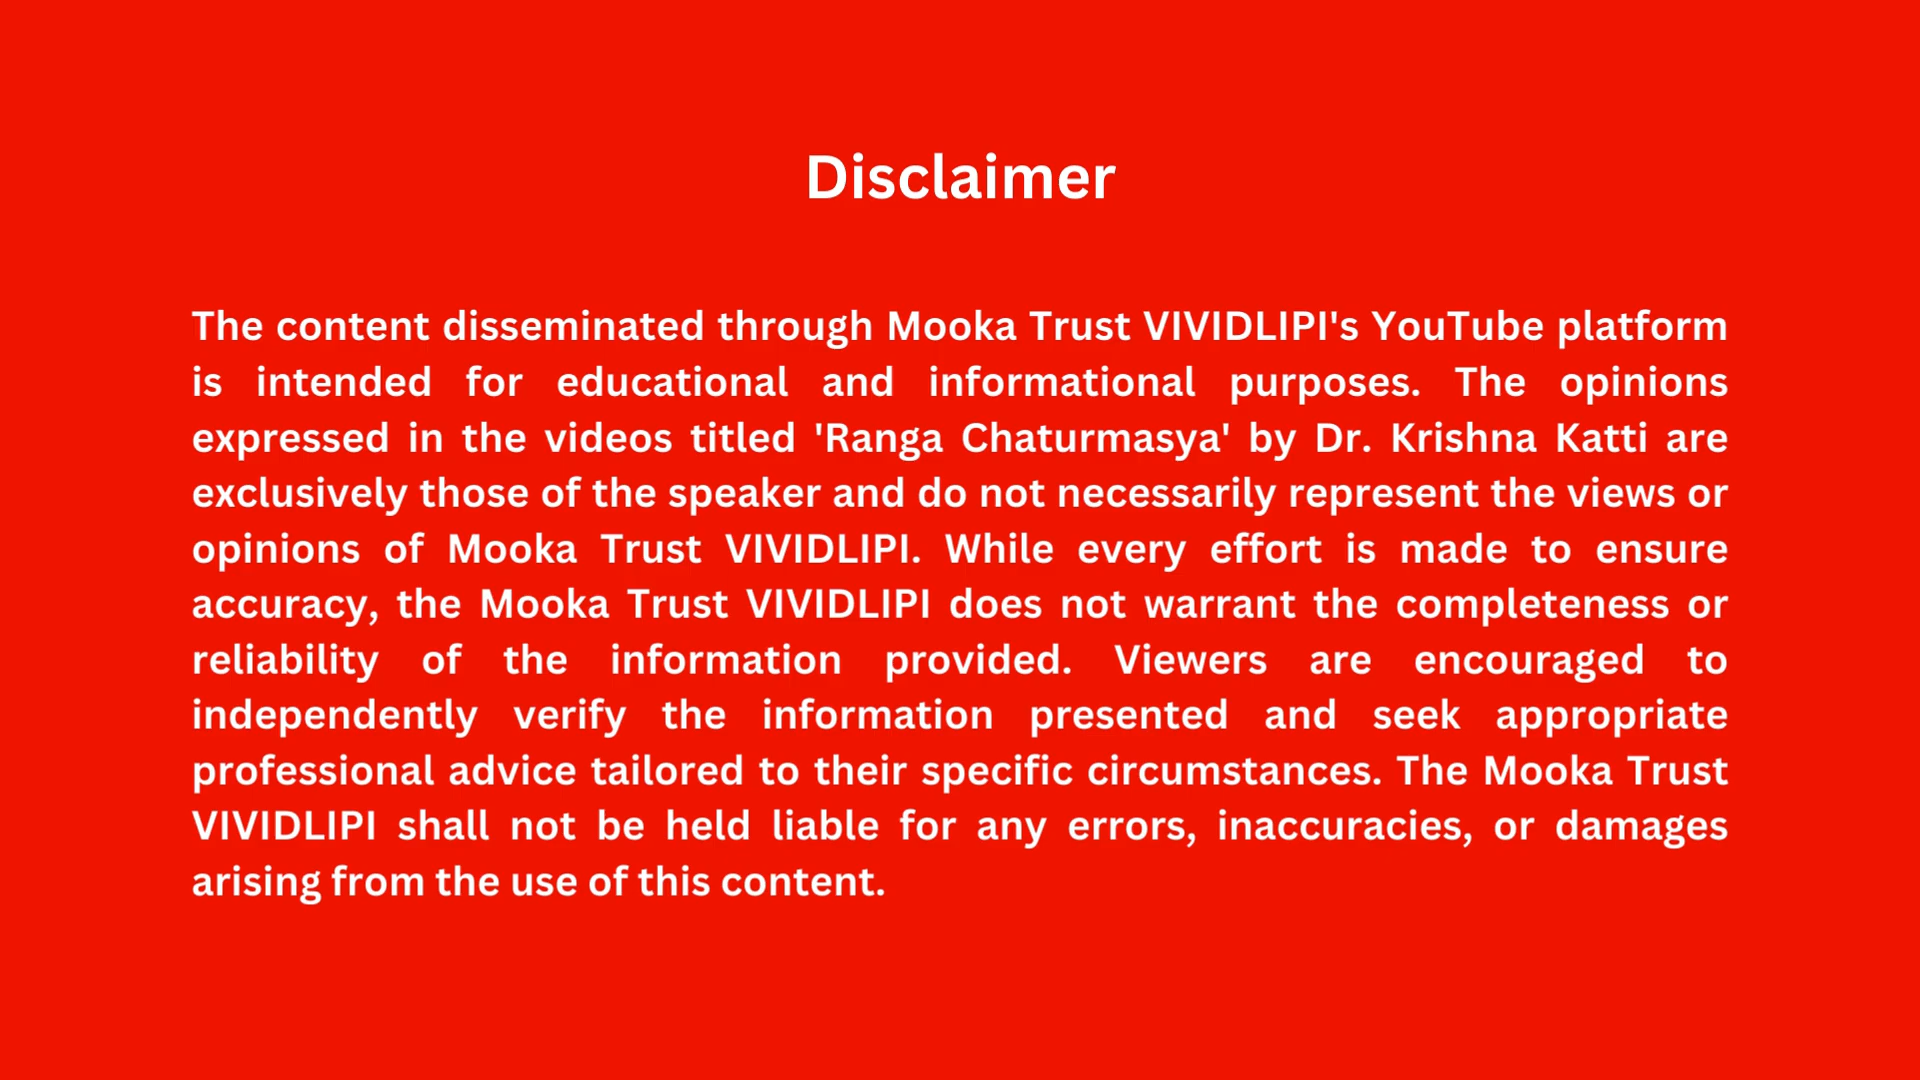 Disclaimer
The content disseminated through Mooka Trust VIVIDLIPI's YouTube platform
is intended for educational and informational purposes. The opinions
expressed in the videos titled 'Ranga Chaturmasya' by Dr. Krishna Katti are
exclusively those of the speaker and do not necessarily represent the views or
opinions of Mooka Trust VIVIDLIPI. While every effort is made to ensure
accuracy, the Mooka Trust VIVIDLIPI does not warrant the completeness or
reliability of the information provided. Viewers are encouraged to
independently verify the information presented and seek appropriate
professional advice tailored to their specific circumstances. The Mooka Trust
VIVIDLIPI shall not be held liable for any errors, inaccuracies, or damages
arising from the use of this content.